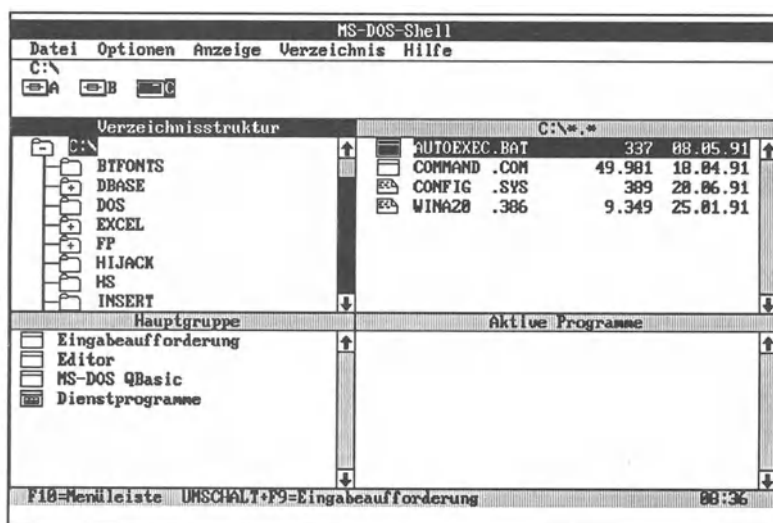 MS-DOS-Shell
Datei Optionen Anzeige Verzeichnis Hilfe
C:\
A B C
Verzeichnisstruktur
C:\
BTFONTS
DBASE
DOS
EXCEL
FP
HIJACK
HS
INSERT
C:\*.*
AUTOEXEC.BAT 337 08.05.91
COMMAND .COM 49.981 18.04.91
CONFIG .SYS 389 20.06.91
WINA20 .386 9.349 25.01.91
Hauptgruppe
Eingabeaufforderung
Editor
MS-DOS QBasic
Dienstprogramme
Aktive Programme
F10=Menüleiste UMSCHALT+F9=Eingabeaufforderung 08:36